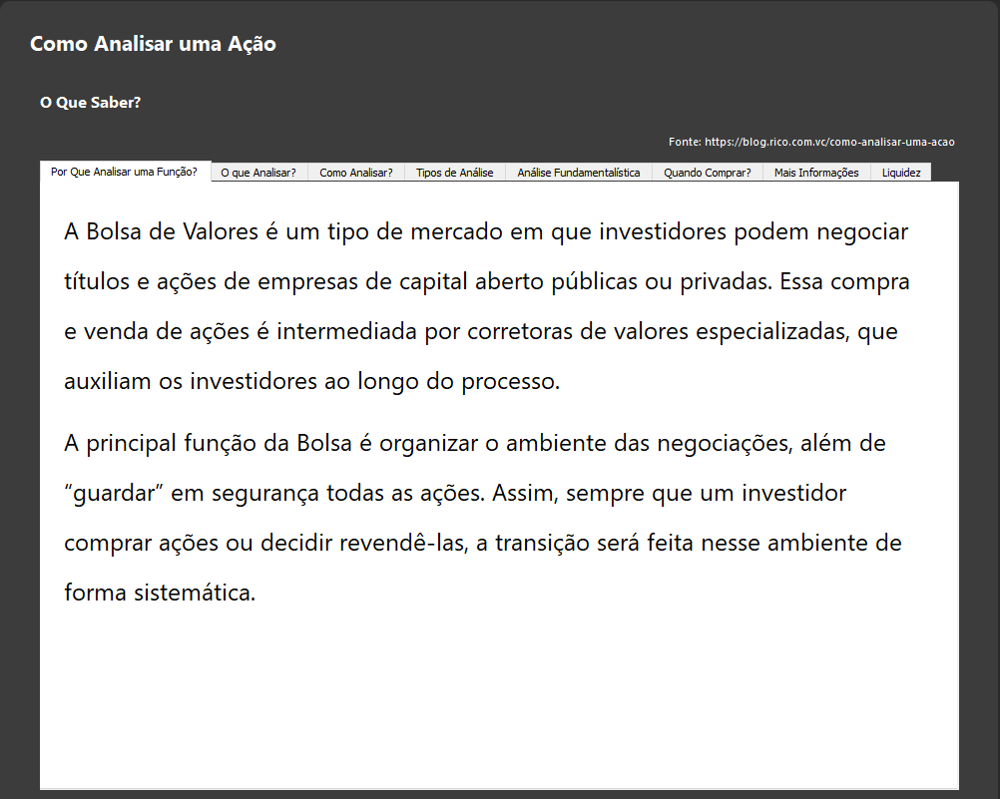 Como Analisar uma Ação
O Que Saber?
Fonte: https://blog.rico.com.vc/como-analisar-uma-acao
Por Que Analisar uma Função?
O que Analisar?
Como Analisar?
Tipos de Análise
Análise Fundamentalística
Quando Comprar?
Mais Informações
Liquidez
A Bolsa de Valores é um tipo de mercado em que investidores podem negociar
títulos e ações de empresas de capital aberto públicas ou privadas. Essa compra
e venda de ações é intermediada por corretoras de valores especializadas, que
auxiliam os investidores ao longo do processo.
A principal função da Bolsa é organizar o ambiente das negociações, além de
“guardar” em segurança todas as ações. Assim, sempre que um investidor
comprar ações ou decidir revendê-las, a transição será feita nesse ambiente de
forma sistemática.